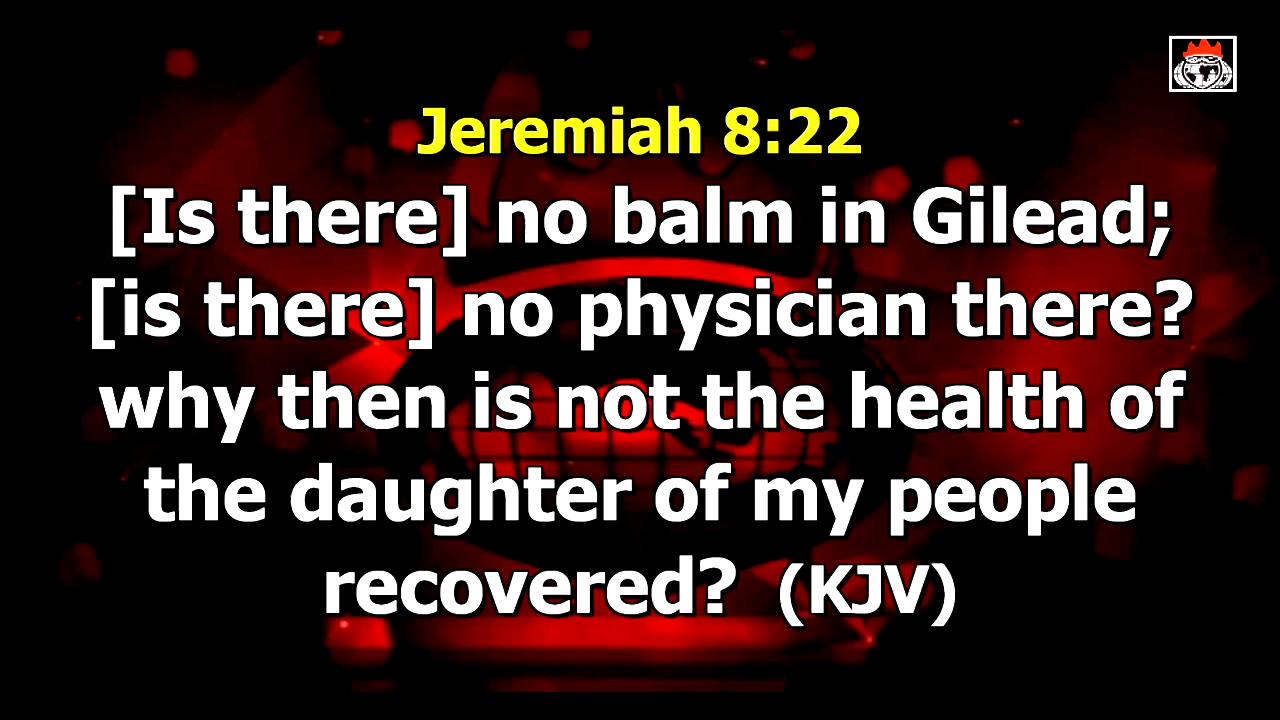 Jeremiah 8:22
[Is there] no balm in Gilead;
[is there] no physician there?
why then is not the health of
the daughter of my people
recovered? (KJV)